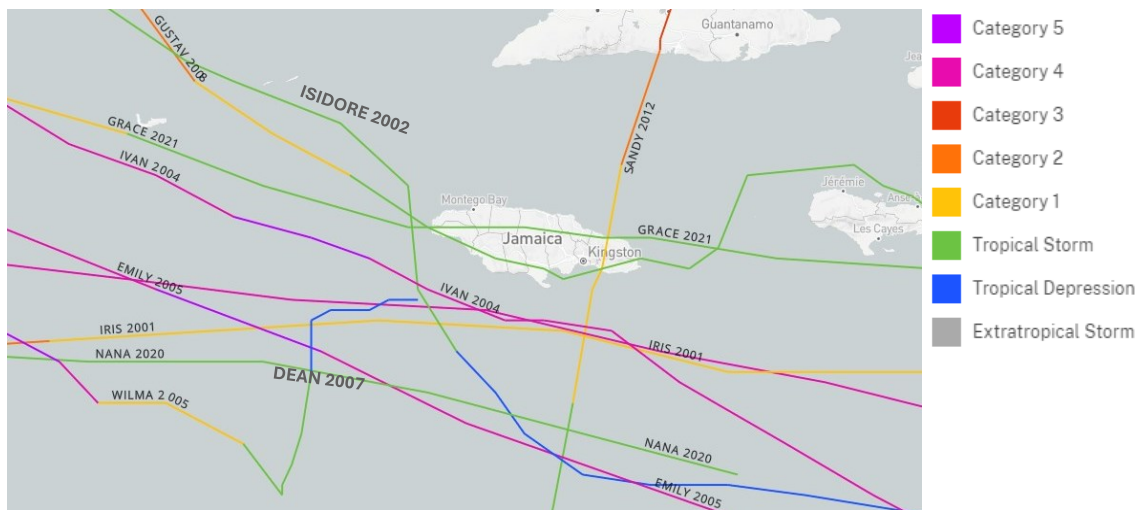 Guantanamo
GUSTAV 2008
ISIDORE 2002
GRACE 2021
IVAN 2004
SANDY 2012
Montego Bay
Jamaica
Kingston
GRACE 2021
Jérémie
Les Cayes
EMILY 2005
IVAN 2004
IRIS 2001
IRIS 2001
NANA 2020
DEAN 2007
WILMA 2 005
NANA 2020
EMILY 2005
Category 5
Category 4
Category 3
Category 2
Category 1
Tropical Storm
Tropical Depression
Extratropical Storm